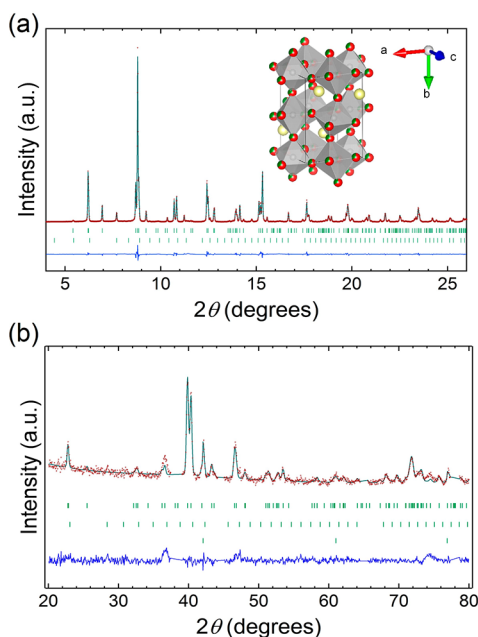 (a)
Intensity (a.u.)
a
c
b
5
10
15
20
25
2θ (degrees)
(b)
Intensity (a.u.)
20
30
40
50
60
70
80
2θ (degrees)